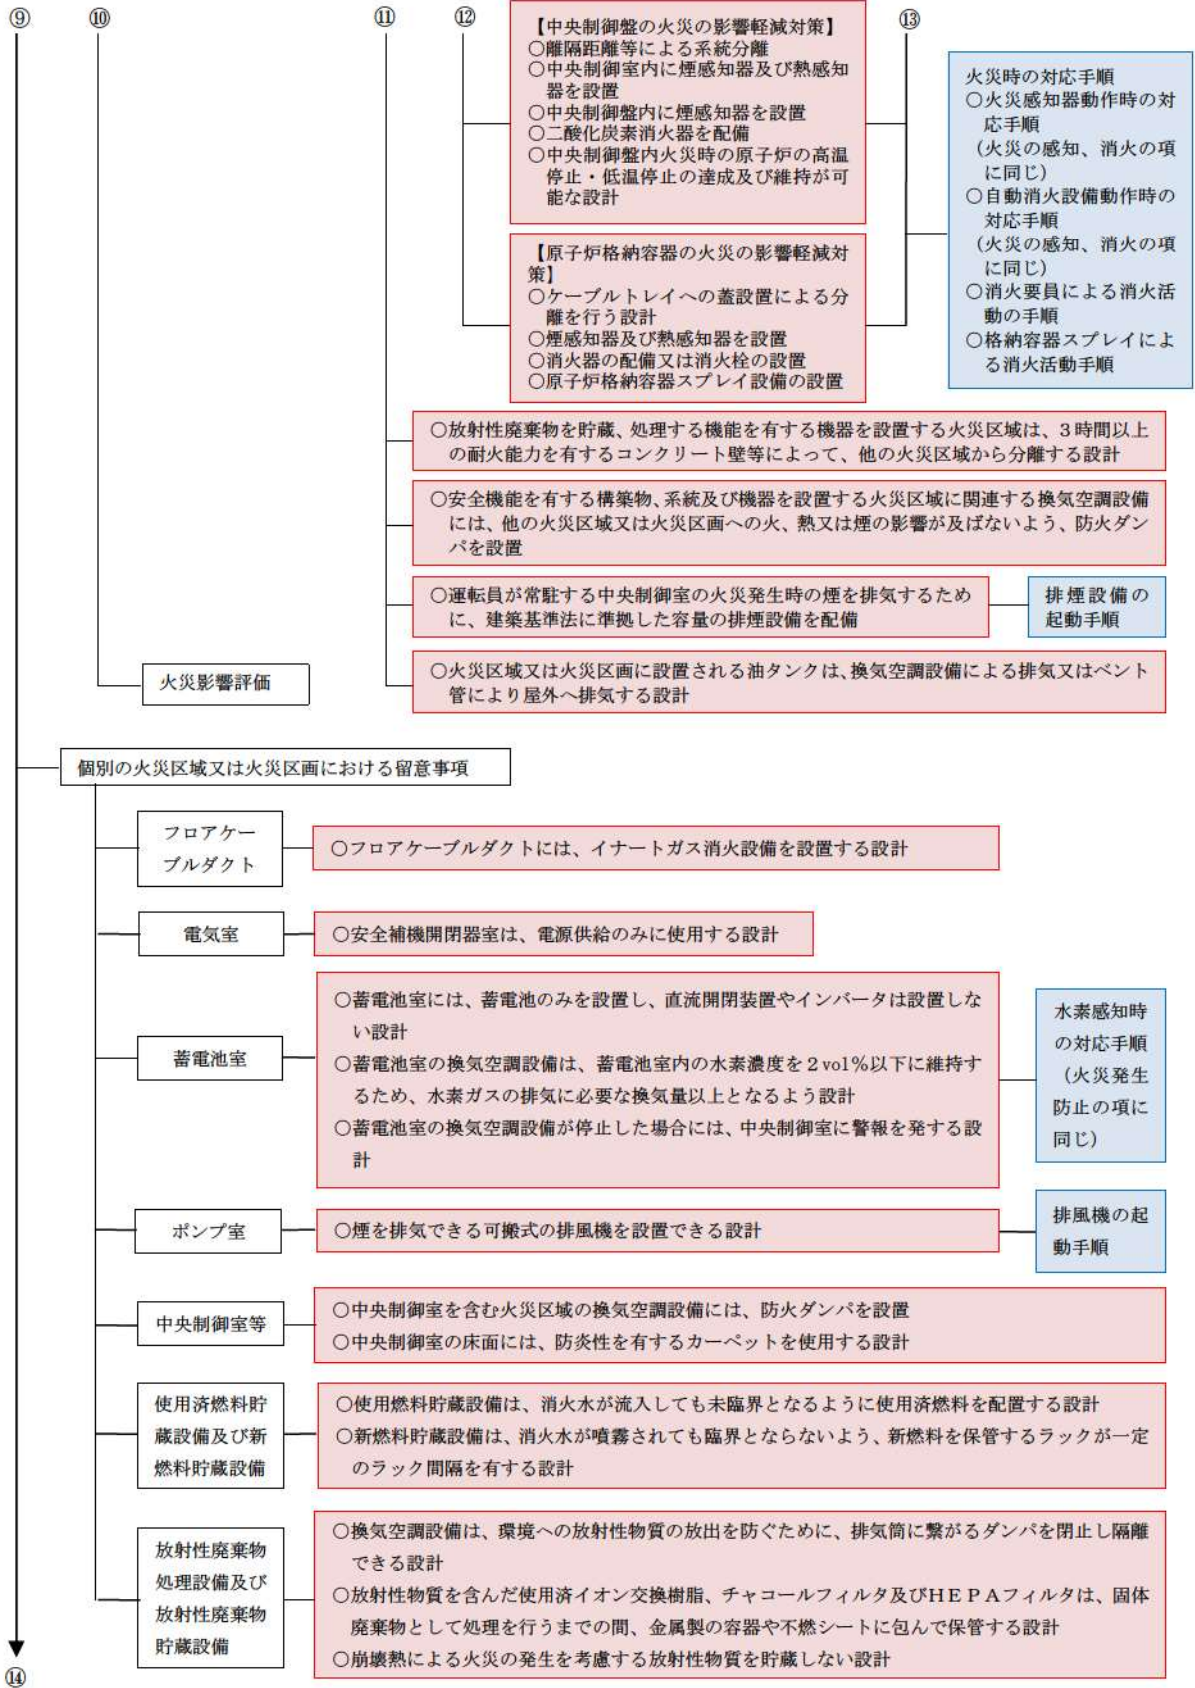 ⑨
⑩
⑪
⑫
⑬
【中央制御盤の火災の影響軽減対策】
○離隔距離等による系統分離
○中央制御室内に煙感知器及び熱感知
器を設置
○中央制御盤内に煙感知器を設置
○二酸化炭素消火器を配備
○中央制御盤内火災時の原子炉の高温
停止・低温停止の達成及び維持が可
能な設計
【原子炉格納容器の火災の影響軽減対
策】
○ケーブルトレイへの蓋設置による分
離を行う設計
○煙感知器及び熱感知器を設置
○消火器の配備又は消火栓の設置
○原子炉格納容器スプレイ設備の設置
火災時の対応手順
○火災感知器動作時の対
応手順
(火災の感知、消火の項
に同じ)
○自動消火設備動作時の
対応手順
(火災の感知、消火の項
に同じ)
○消火要員による消火活
動の手順
○格納容器スプレイによ
る消火活動手順
○放射性廃棄物を貯蔵、処理する機能を有する機器を設置する火災区域は、3時間以上
の耐火能力を有するコンクリート壁等によって、他の火災区域から分離する設計
○安全機能を有する構築物、系統及び機器を設置する火災区域に関連する換気空調設備
には、他の火災区域又は火災区画への火、熱又は煙の影響が及ばないよう、防火ダン
パを設置
○運転員が常駐する中央制御室の火災発生時の煙を排気するため
に、建築基準法に準拠した容量の排煙設備を配備
排煙設備の
起動手順
○火災区域又は火災区画に設置される油タンクは、換気空調設備による排気又はベント
管により屋外へ排気する設計
火災影響評価
個別の火災区域又は火災区画における留意事項
フロアケー
ブルダクト
○フロアケーブルダクトには、イナートガス消火設備を設置する設計
電気室
○安全補機開閉器室は、電源供給のみに使用する設計
蓄電池室
○蓄電池室には、蓄電池のみを設置し、直流開閉装置やインバータは設置しな
い設計
○蓄電池室の換気空調設備は、蓄電池室内の水素濃度を2vol%以下に維持す
るため、水素ガスの排気に必要な換気量以上となるよう設計
○蓄電池室の換気空調設備が停止した場合には、中央制御室に警報を発する設
計
水素感知時
の対応手順
(火災発生
防止の項に
同じ)
ポンプ室
○煙を排気できる可搬式の排風機を設置できる設計
排風機の起
動手順
中央制御室等
○中央制御室を含む火災区域の換気空調設備には、防火ダンパを設置
○中央制御室の床面には、防炎性を有するカーペットを使用する設計
使用済燃料貯
蔵設備及び新
燃料貯蔵設備
○使用燃料貯蔵設備は、消火水が流入しても未臨界となるように使用済燃料を配置する設計
○新燃料貯蔵設備は、消火水が噴霧されても臨界とならないよう、新燃料を保管するラックが一定
のラック間隔を有する設計
放射性廃棄物
処理設備及び
放射性廃棄物
貯蔵設備
○換気空調設備は、環境への放射性物質の放出を防ぐために、排気筒に繋がるダンパを閉止し隔離
できる設計
○放射性物質を含んだ使用済イオン交換樹脂、チャコールフィルタ及びHEPAフィルタは、固体
廃棄物として処理を行うまでの間、金属製の容器や不燃シートに包んで保管する設計
○崩壊熱による火災の発生を考慮する放射性物質を貯蔵しない設計
⑭